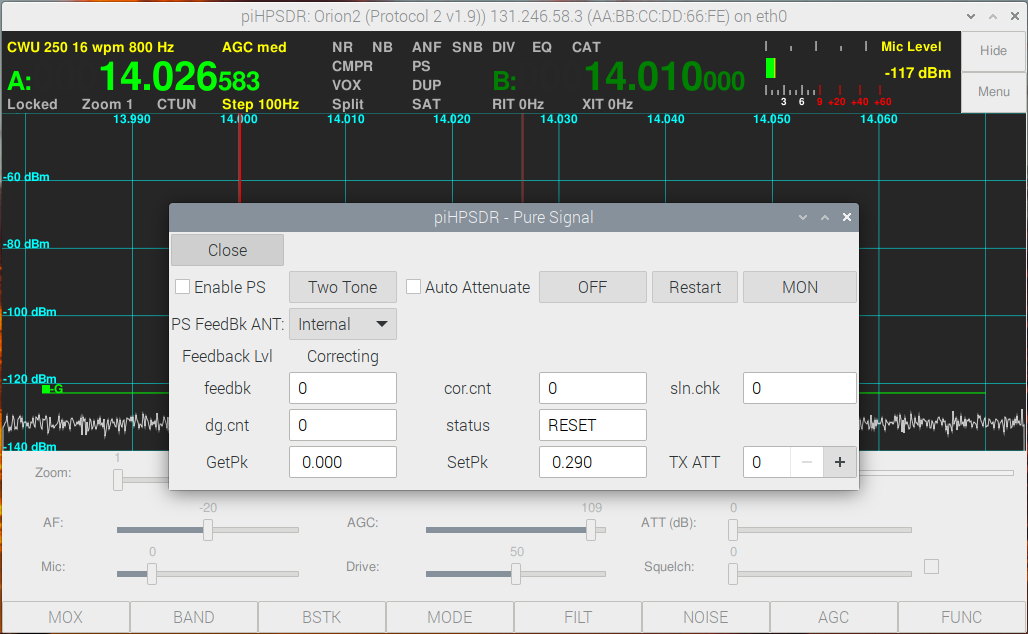 piHPSDR: Orion2 (Protocol 2 v1.9)) 131.246.58.3 (AA:BB:CC:DD:66:FE) on eth0
CWU 250 16 wpm 800 Hz AGC med NR NB ANF SNB DIV EQ CAT Mic Level Hide
CMPR PS
A: 14.026583 VOX DUP B: 14.010000 -117 dBm
Locked Zoom 1 CTUN Step 100Hz Split SAT RIT 0Hz XIT 0Hz 3 6 9 +20 +40 +60 Menu
13.990 14.000 14.010 14.020 14.030 14.040 14.050 14.060
-60 dBm
piHPSDR - Pure Signal
-80 dBm
Close
Enable PS Two Tone Auto Attenuate OFF Restart MON
-100 dBm
PS FeedBk ANT: Internal
Feedback Lvl Correcting
-120 dBm
-G
feedbk 0 cor.cnt 0 sln.chk 0
dg.cnt 0 status RESET
-140 dBm
GetPk 0.000 SetPk 0.290 TX ATT 0 − +
Zoom: 1
AF: -20 AGC: 109 ATT (dB): 0
Mic: 0 Drive: 50 Squelch: 0
MOX BAND BSTK MODE FILT NOISE AGC FUNC